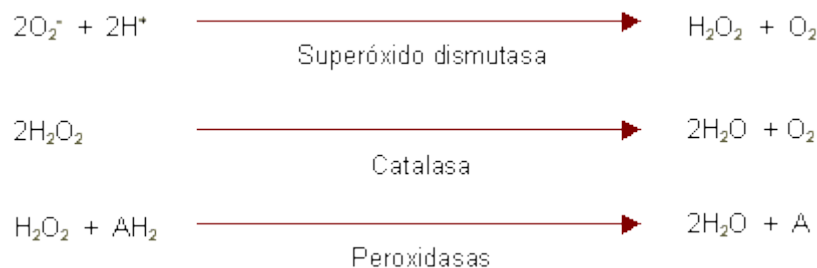 2O₂⁻ + 2H⁺ H₂O₂ + O₂
Superóxido dismutasa
2H₂O₂ 2H₂O + O₂
Catalasa
H₂O₂ + AH₂ 2H₂O + A
Peroxidasas